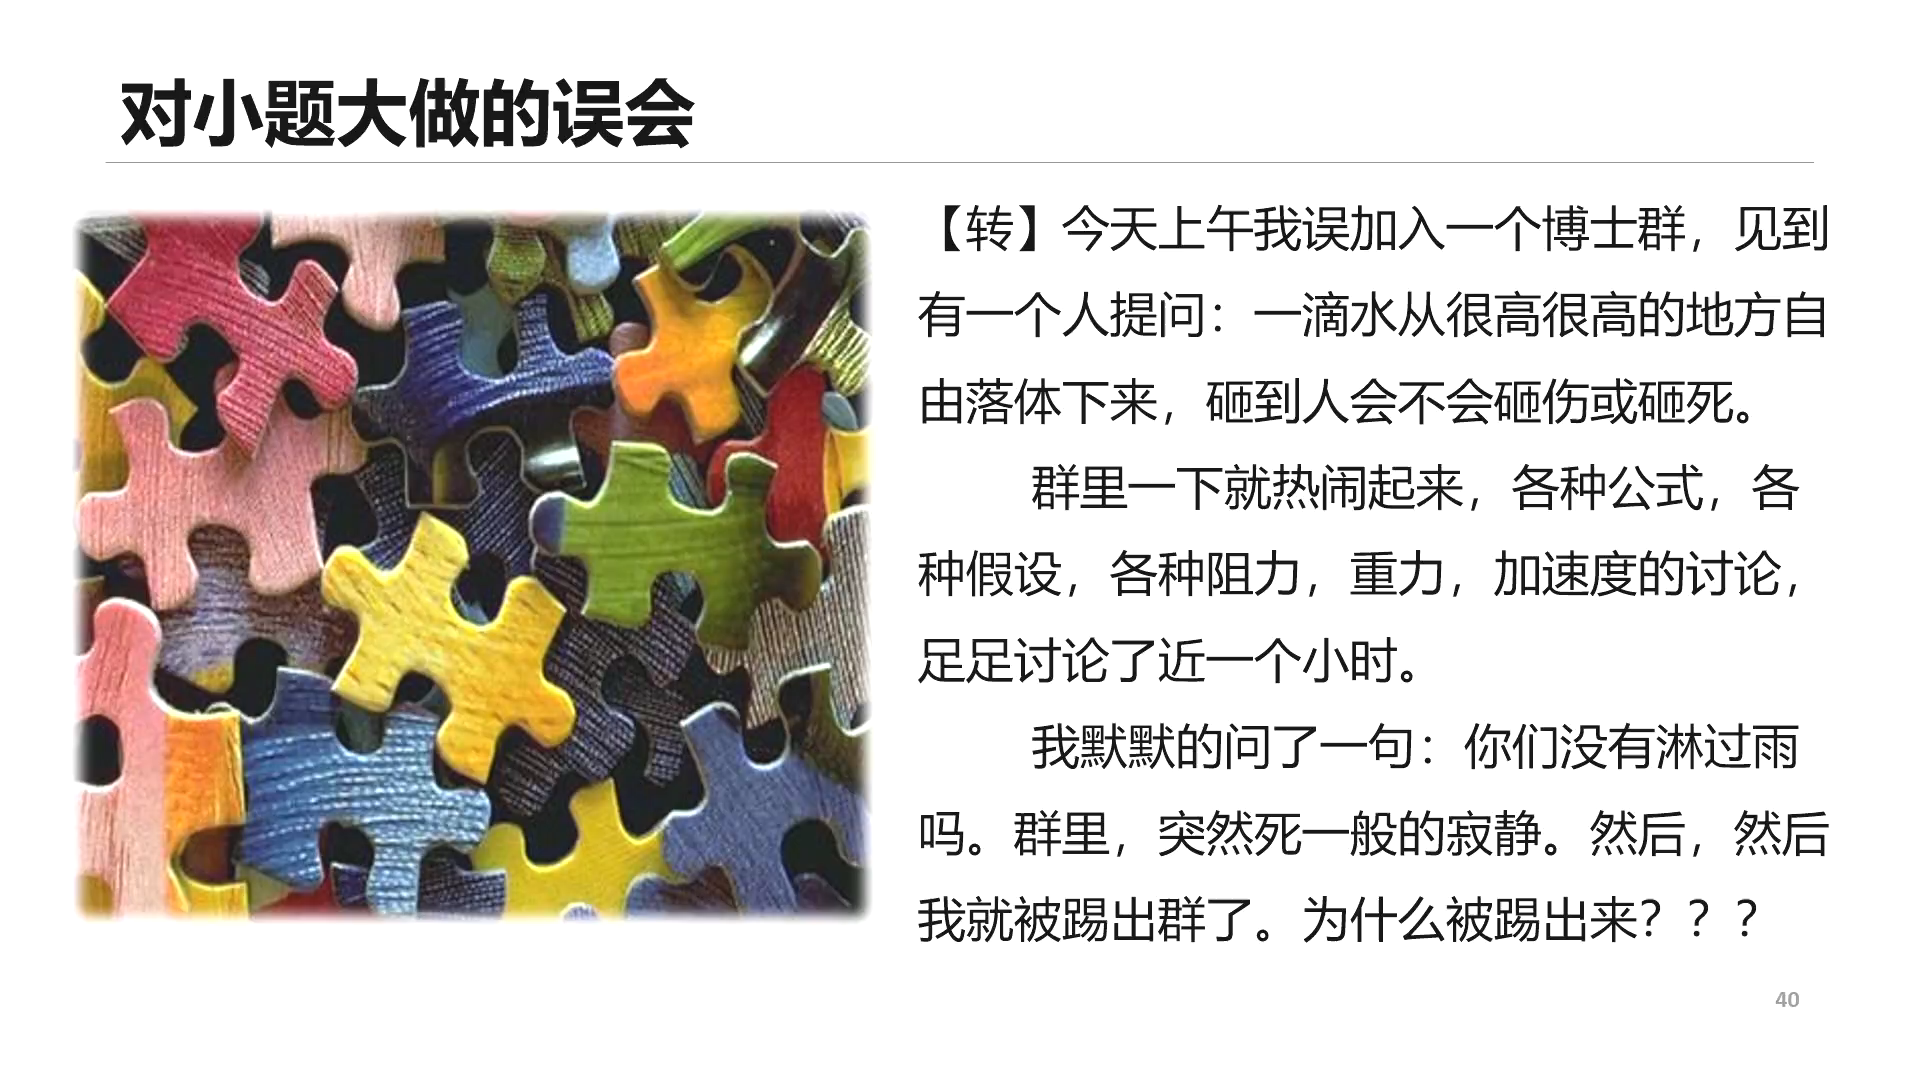 对小题大做的误会
【转】今天上午我误加入一个博士群，见到
有一个人提问：一滴水从很高很高的地方自
由落体下来，砸到人会不会砸伤或砸死。
群里一下就热闹起来，各种公式，各
种假设，各种阻力，重力，加速度的讨论，
足足讨论了近一个小时。
我默默的问了一句：你们没有淋过雨
吗。群里，突然死一般的寂静。然后，然后
我就被踢出群了。为什么被踢出来？？？
40